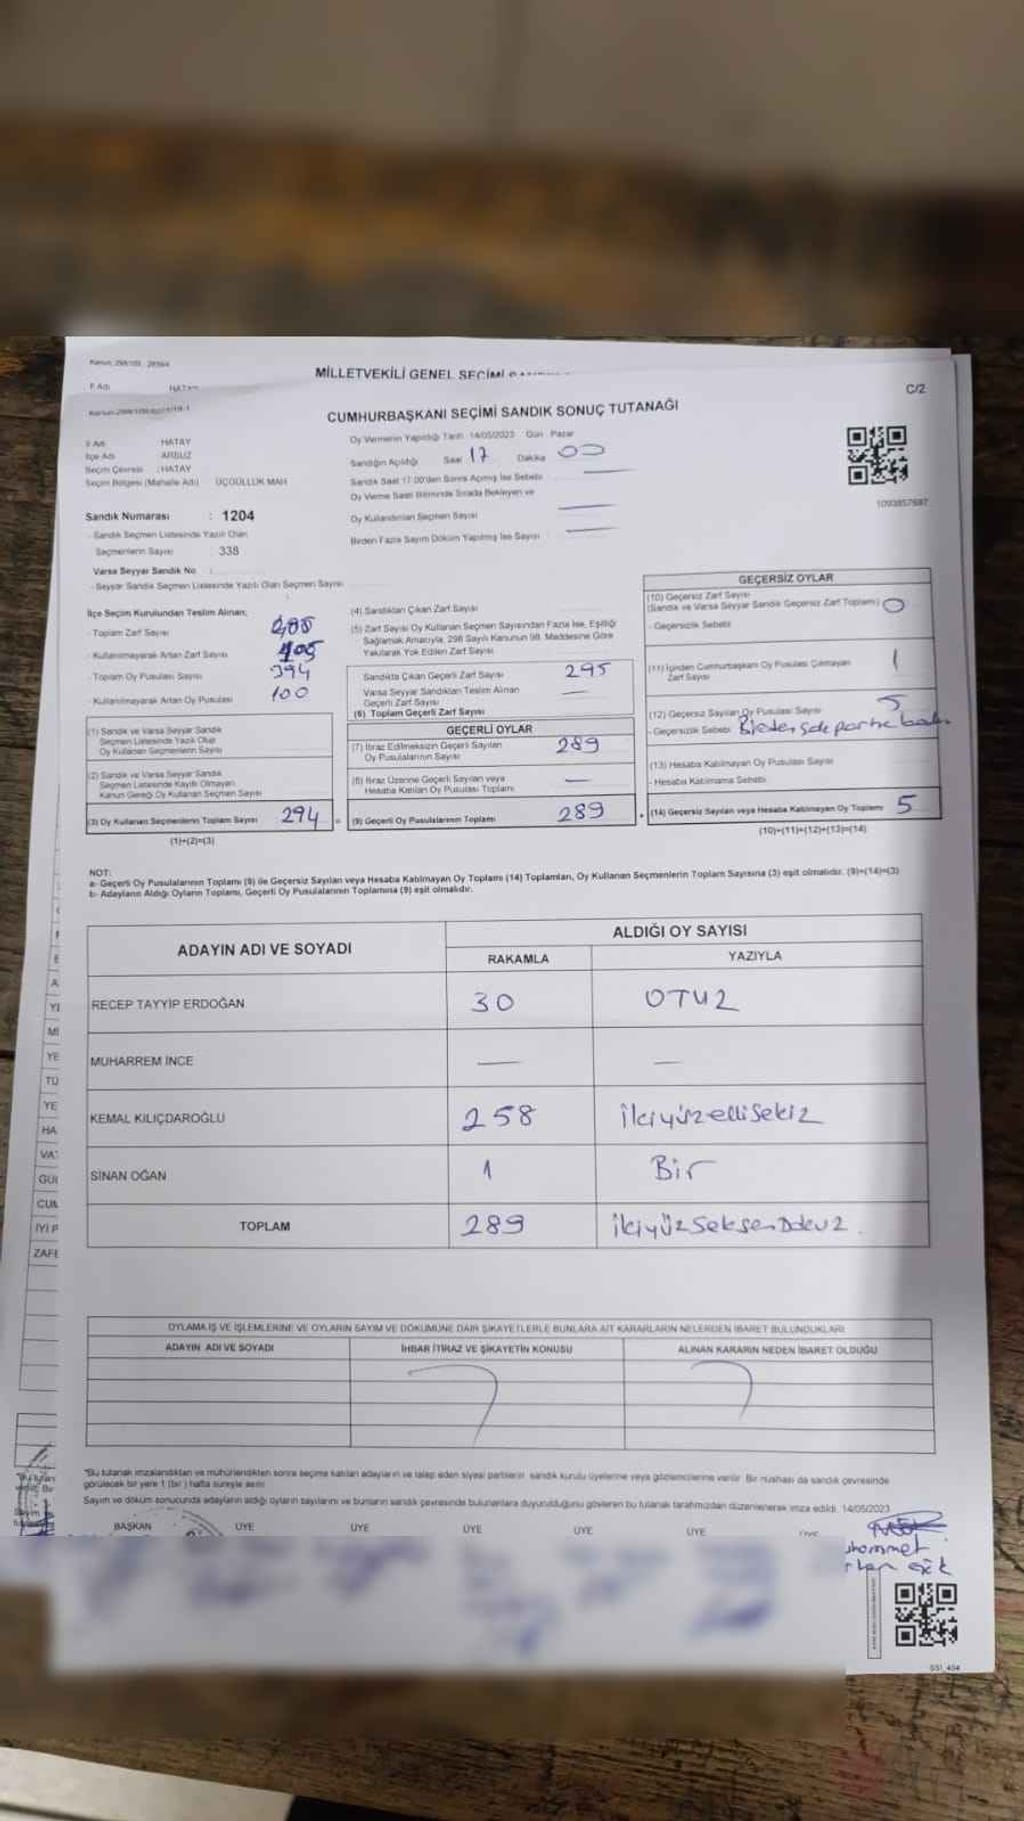 MİLLETVEKİLİ GENEL SEÇİMİ
İl Adı HATAY
C/2
CUMHURBAŞKANI SEÇİMİ SANDIK SONUÇ TUTANAĞI
İl Adı : HATAY
İlçe Adı : ARSUZ
Seçim Çevresi : HATAY
Seçim Bölgesi (Mahalle Adı) : ÜÇGÜLLÜK MAH
Oy Vermenin Yapıldığı Tarih : 14/05/2023 Gün : Pazar
Sandığın Açıldığı Saat 17 Dakika 00
Sandık Saat 17:00'den Sonra Açılmış İse Sebebi
Oy Verme Saati Bitiminde Sırada Bekleyen ve
Oy Kullandırılan Seçmen Sayısı
Birden Fazla Sayım Döküm Yapılmış İse Sayısı
1093857687
Sandık Numarası : 1204
- Sandık Seçmen Listesinde Yazılı Olan
Seçmenlerin Sayısı : 338
Varsa Seyyar Sandık No :
- Seyyar Sandık Seçmen Listesinde Yazılı Olan Seçmen Sayısı
İlçe Seçim Kurulundan Teslim Alınan;
- Toplam Zarf Sayısı
- Kullanılmayarak Artan Zarf Sayısı
- Toplam Oy Pusulası Sayısı 394
- Kullanılmayarak Artan Oy Pusulası 100
(1) Sandık ve Varsa Seyyar Sandık
Seçmen Listesinde Yazılı Olup
Oy Kullanan Seçmenlerin Sayısı
(2) Sandık ve Varsa Seyyar Sandık
Seçmen Listesinde Kayıtlı Olmayan
Kanun Gereği Oy Kullanan Seçmen Sayısı
(3) Oy Kullanan Seçmenlerin Toplam Sayısı 294
(1)+(2)=(3)
(4) Sandıktan Çıkan Zarf Sayısı
(5) Zarf Sayısı Oy Kullanan Seçmen Sayısından Fazla İse, Eşitliği
Sağlamak Amacıyla, 298 Sayılı Kanunun 98. Maddesine Göre
Yakılarak Yok Edilen Zarf Sayısı
Sandıkta Çıkan Geçerli Zarf Sayısı 295
Varsa Seyyar Sandıktan Teslim Alınan
Geçerli Zarf Sayısı
(6) Toplam Geçerli Zarf Sayısı
GEÇERLİ OYLAR
(7) İtiraz Edilmeksizin Geçerli Sayılan
Oy Pusulalarının Sayısı 289
(8) İtiraz Üzerine Geçerli Sayılan veya
Hesaba Katılan Oy Pusulası Toplamı
(9) Geçerli Oy Pusulalarının Toplamı 289
GEÇERSİZ OYLAR
(10) Geçersiz Zarf Sayısı
(Sandık ve Varsa Seyyar Sandık Geçersiz Zarf Toplamı) 0
- Geçersizlik Sebebi
(11) İçinden Cumhurbaşkanı Oy Pusulası Çıkmayan
Zarf Sayısı 1
(12) Geçersiz Sayılan Oy Pusulası Sayısı 5
- Geçersizlik Sebebi
(13) Hesaba Katılmayan Oy Pusulası Sayısı
- Hesaba Katılmama Sebebi
(14) Geçersiz Sayılan veya Hesaba Katılmayan Oy Toplamı 5
(10)+(11)+(12)+(13)=(14)
NOT:
a- Geçerli Oy Pusulalarının Toplamı (9) ile Geçersiz Sayılan veya Hesaba Katılmayan Oy Toplamı (14) Toplamları, Oy Kullanan Seçmenlerin Toplam Sayısına (3) eşit olmalıdır. (9)+(14)=(3)
b- Adayların Aldığı Oyların Toplamı, Geçerli Oy Pusulalarının Toplamına (9) eşit olmalıdır.
ADAYIN ADI VE SOYADI
ALDIĞI OY SAYISI
RAKAMLA YAZIYLA
RECEP TAYYİP ERDOĞAN 30 OTUZ
MUHARREM İNCE — —
KEMAL KILIÇDAROĞLU 258 ikiyüzelliSekiz
SİNAN OĞAN 1 Bir
TOPLAM 289 ikiyüzSeksenDokuz.
OYLAMA İŞ VE İŞLEMLERİNE VE OYLARIN SAYIM VE DÖKÜMÜNE DAİR ŞİKAYETLERLE BUNLARA AİT KARARLARIN NELERDEN İBARET BULUNDUKLARI
ADAYIN ADI VE SOYADI İHBAR İTİRAZ VE ŞİKAYETİN KONUSU ALINAN KARARIN NEDEN İBARET OLDUĞU
"Bu tutanak imzalandıktan ve mühürlendikten sonra seçime katılan adayların ve talep eden siyasi partilerin sandık kurulu üyelerine veya gözlemcilerine verilir. Bir nüshası da sandık çevresinde
görülecek bir yere 1 (bir) hafta süreyle asılır.
Sayım ve döküm sonucunda adayların aldığı oyların sayılarını ve bunların sandık çevresinde bulunanlara duyurulduğunu gösteren bu tutanak tarafımızdan düzenlenerek imza edildi. 14/05/2023
BAŞKAN ÜYE ÜYE ÜYE ÜYE ÜYE